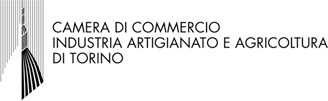 CAMERA DI COMMERCIO
INDUSTRIA ARTIGIANATO E AGRICOLTURA
DI TORINO